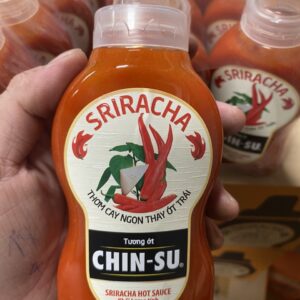 SRIRACHA
THƠM CAY NGON THAY ỚT TRÁI
Tương ớt
CHIN-SU®
SRIRACHA HOT SAUCE
SRIRACHA
CHIN-SU